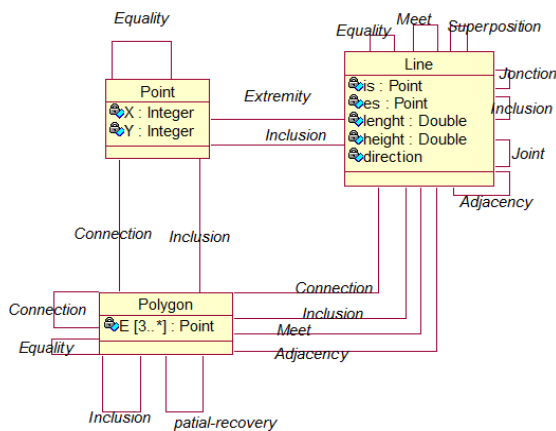 Equality
Equality
Meet
Superposition
Point
X : Integer
Y : Integer
Line
is : Point
es : Point
lenght : Double
height : Double
direction
Jonction
Inclusion
Joint
Adjacency
Extremity
Inclusion
Connection
Inclusion
Connection
Inclusion
Meet
Adjacency
Polygon
E [3..*] : Point
Connection
Equality
Inclusion
patial-recovery